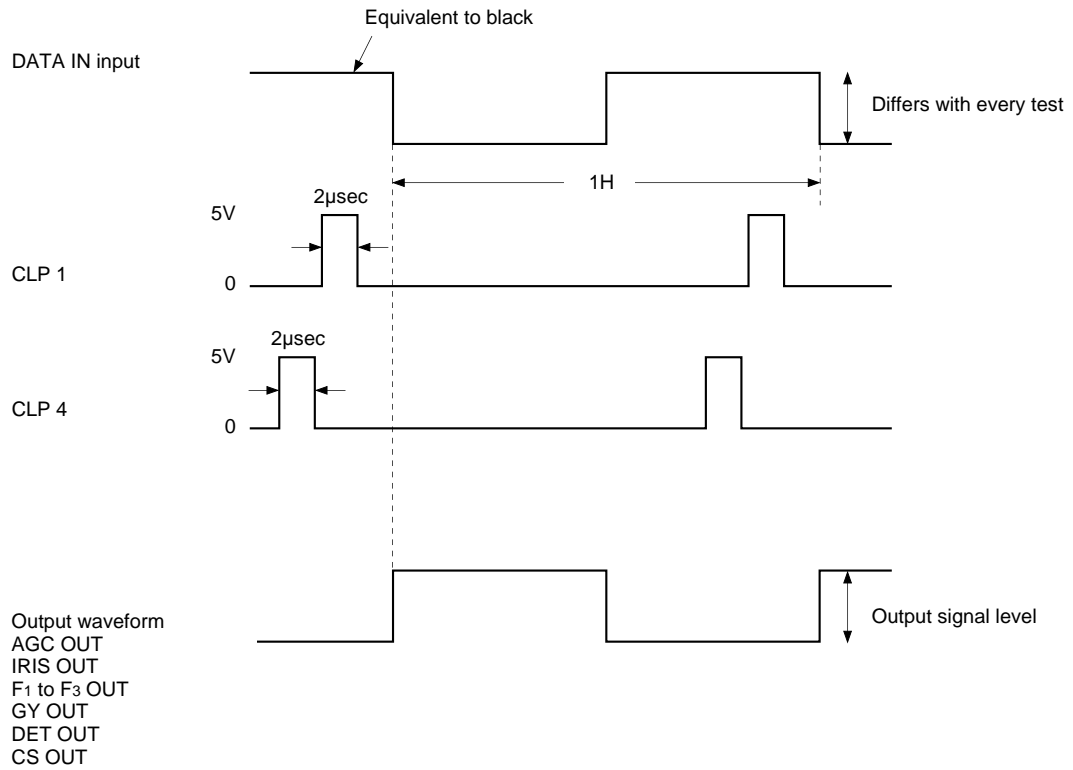 Equivalent to black
DATA IN input
Differs with every test
1H
2µsec
5V
CLP 1
0
2µsec
5V
CLP 4
0
Output waveform
AGC OUT
IRIS OUT
F1 to F3 OUT
GY OUT
DET OUT
CS OUT
Output signal level